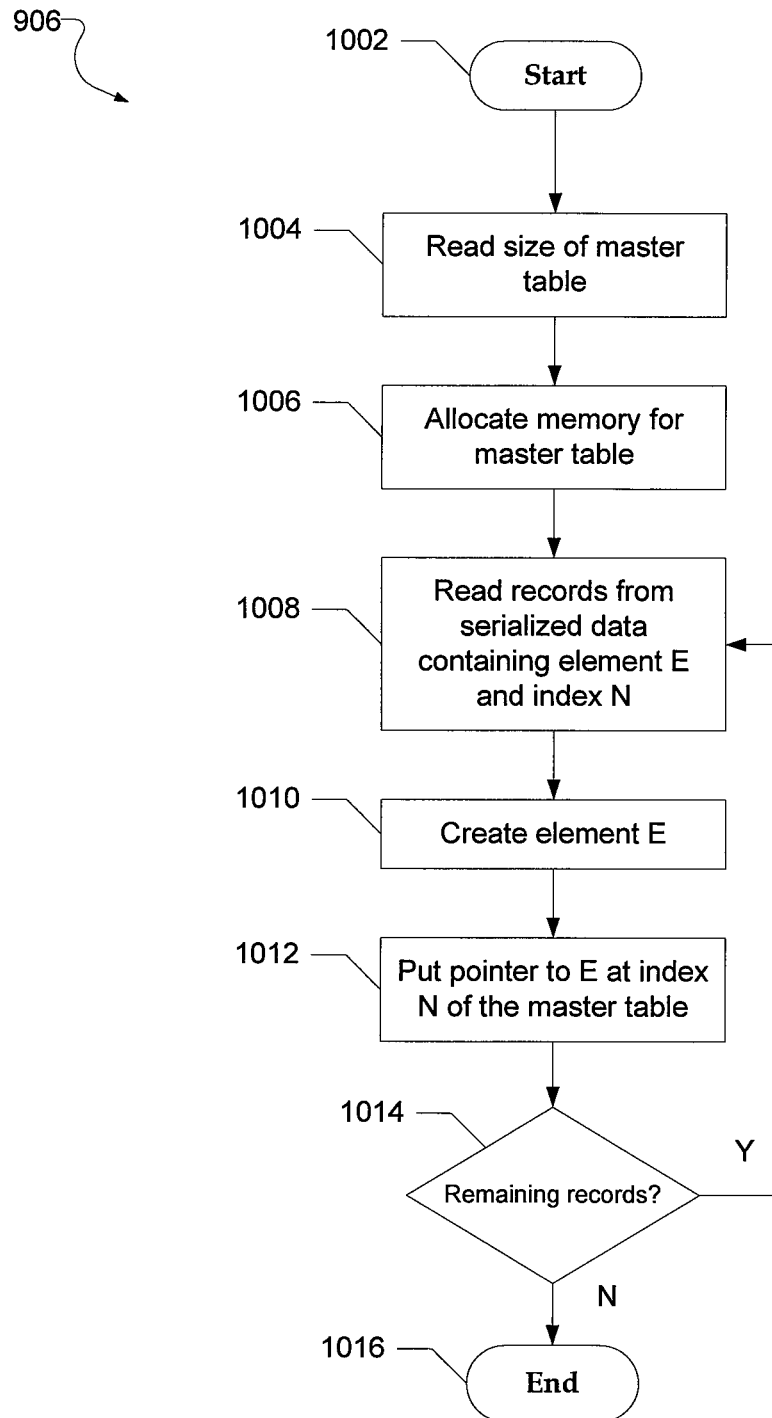 906
1002
Start
1004
Read size of master
table
1006
Allocate memory for
master table
1008
Read records from
serialized data
containing element E
and index N
1010
Create element E
1012
Put pointer to E at index
N of the master table
1014
Remaining records?
Y
N
1016
End